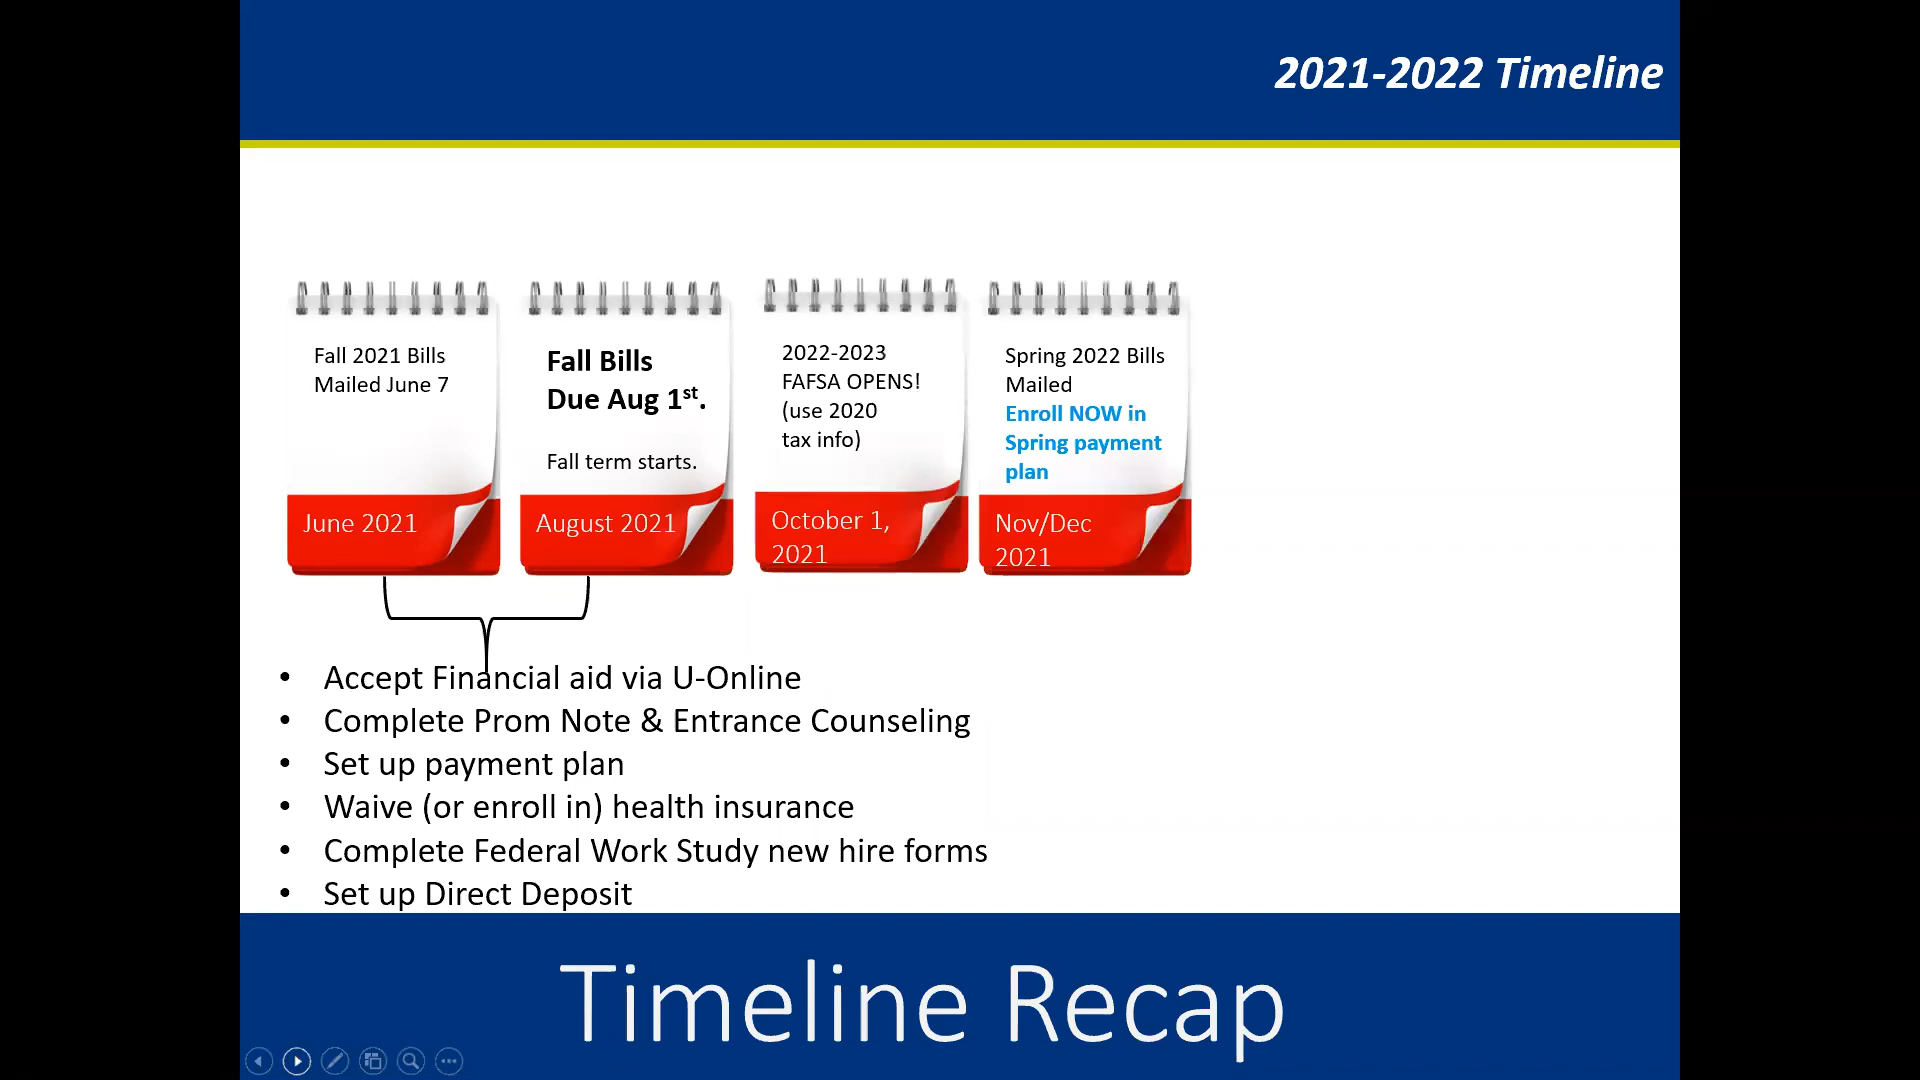 2021-2022 Timeline
Fall 2021 Bills
Mailed June 7
June 2021
Fall Bills
Due Aug 1st.
Fall term starts.
August 2021
2022-2023
FAFSA OPENS!
(use 2020
tax info)
October 1,
2021
Spring 2022 Bills
Mailed
Enroll NOW in
Spring payment
plan
Nov/Dec
2021
• Accept Financial aid via U-Online
• Complete Prom Note & Entrance Counseling
• Set up payment plan
• Waive (or enroll in) health insurance
• Complete Federal Work Study new hire forms
• Set up Direct Deposit
Timeline Recap